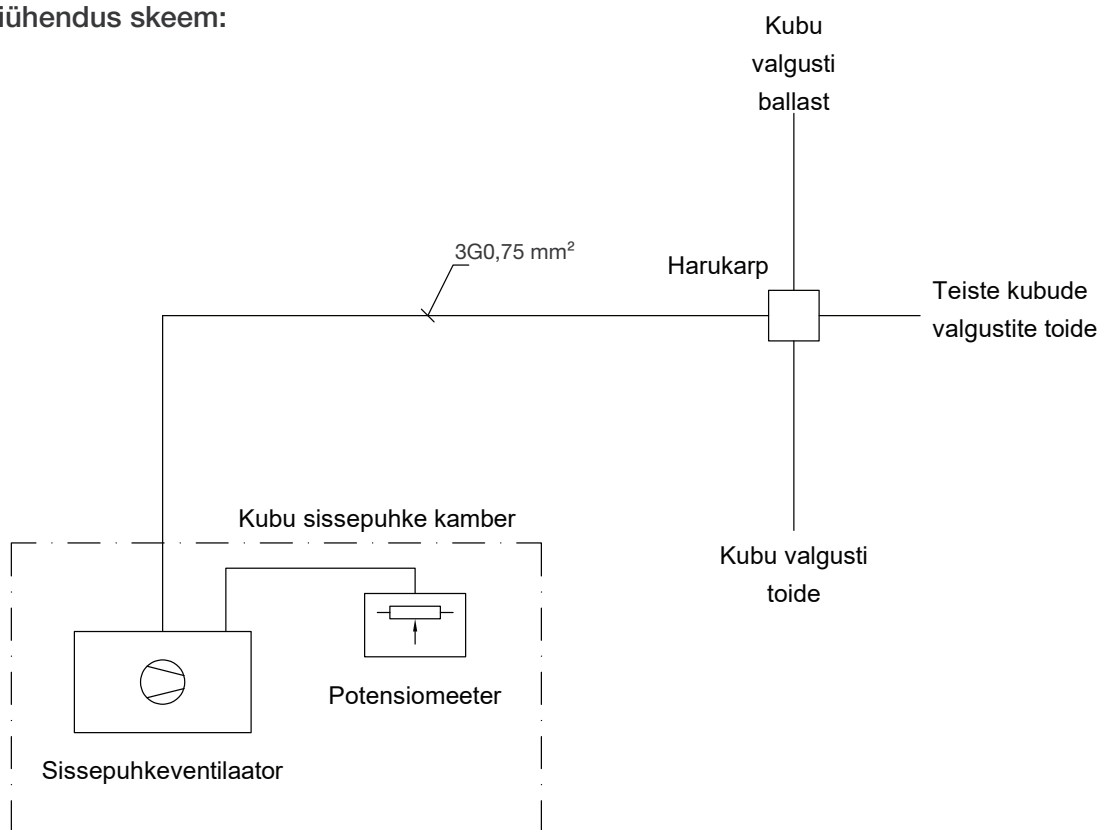 iühendus skeem:
Kubu
valgusti
ballast
3G0,75 mm²
Harukarp
Teiste kubude
valgustite toide
Kubu sissepuhke kamber
Kubu valgusti
toide
Potensiomeeter
Sissepuhkeventilaator